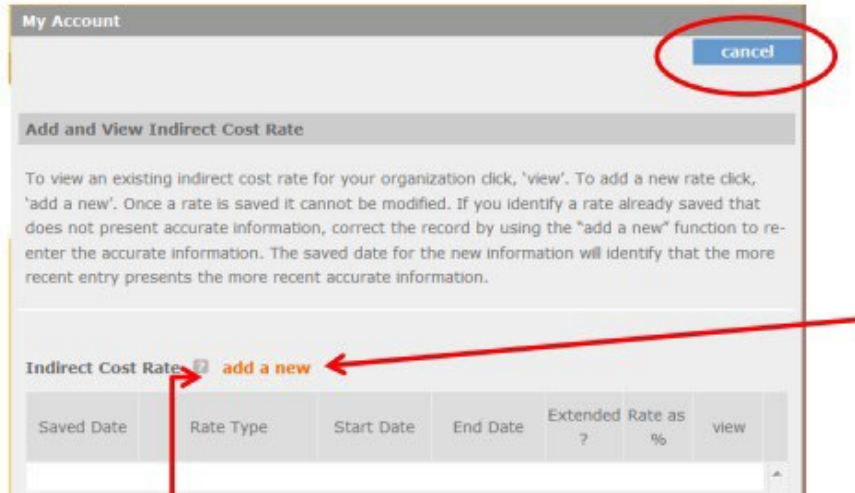 My Account
cancel
Add and View Indirect Cost Rate
To view an existing indirect cost rate for your organization click, ‘view’. To add a new rate click,
‘add a new’. Once a rate is saved it cannot be modified. If you identify a rate already saved that
does not present accurate information, correct the record by using the “add a new” function to re-
enter the accurate information. The saved date for the new information will identify that the more
recent entry presents the more recent accurate information.
Indirect Cost Rate ? add a new
Saved Date Rate Type Start Date End Date Extended ? Rate as % view